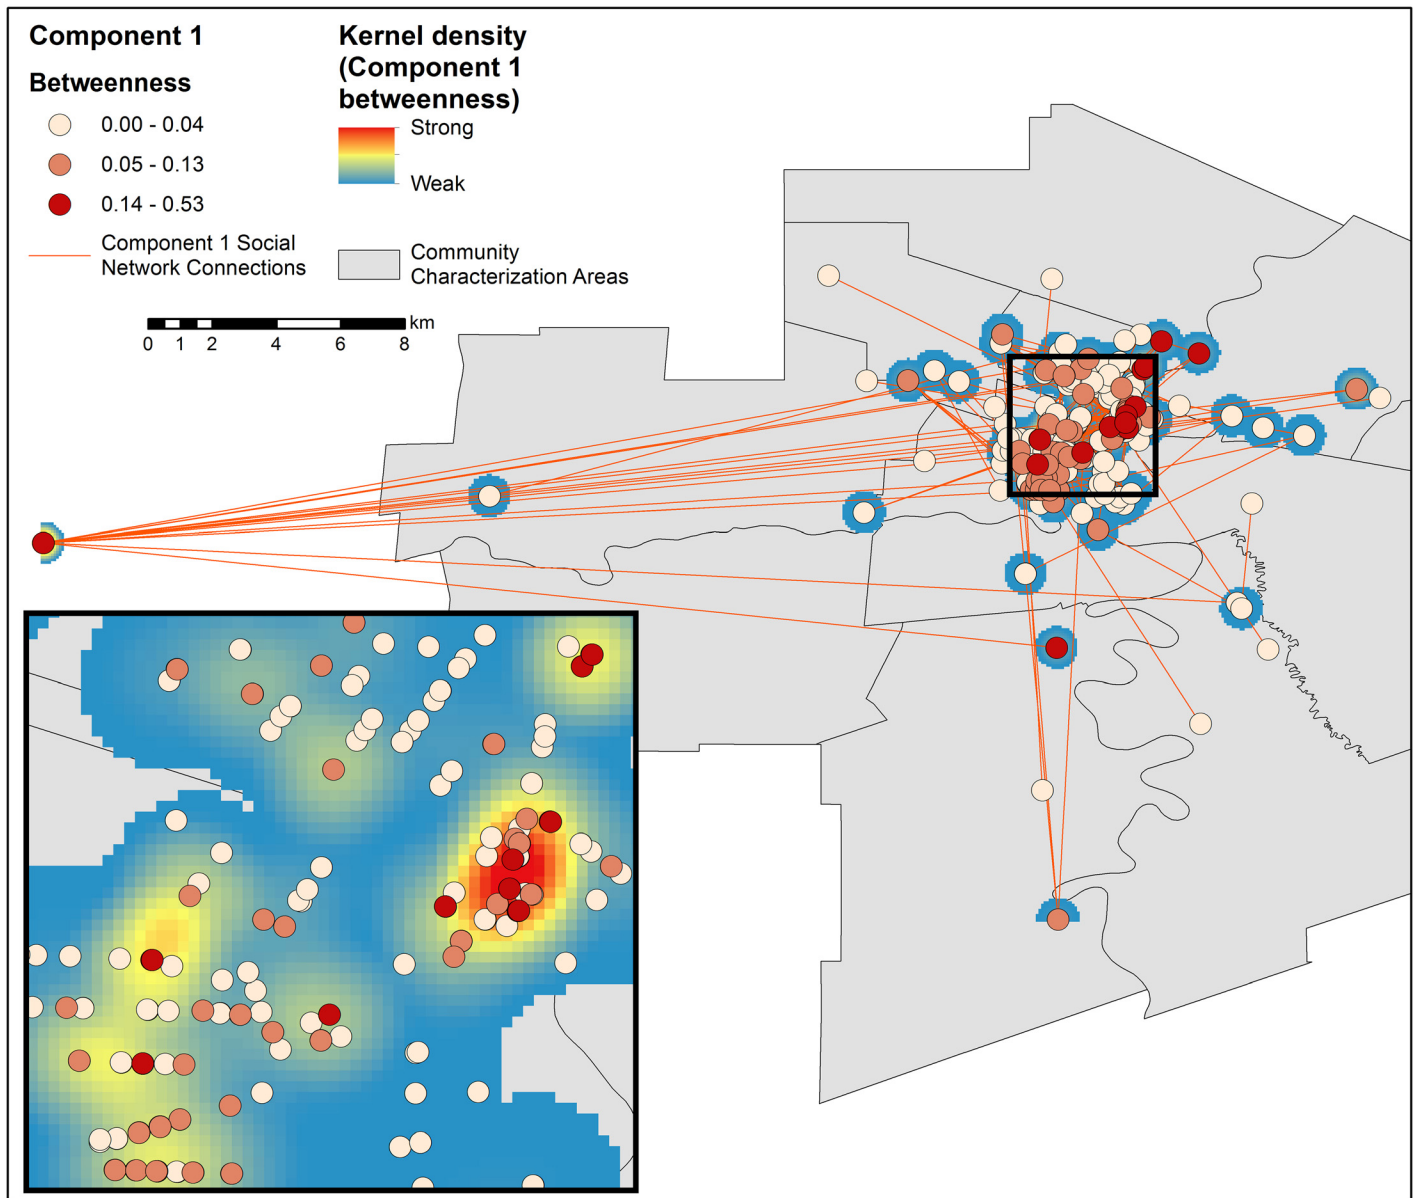 Component 1
Betweenness
0.00 - 0.04
0.05 - 0.13
0.14 - 0.53
Component 1 Social
Network Connections
Kernel density
(Component 1
betweenness)
Strong
Weak
Community
Characterization Areas
km
0 1 2 4 6 8